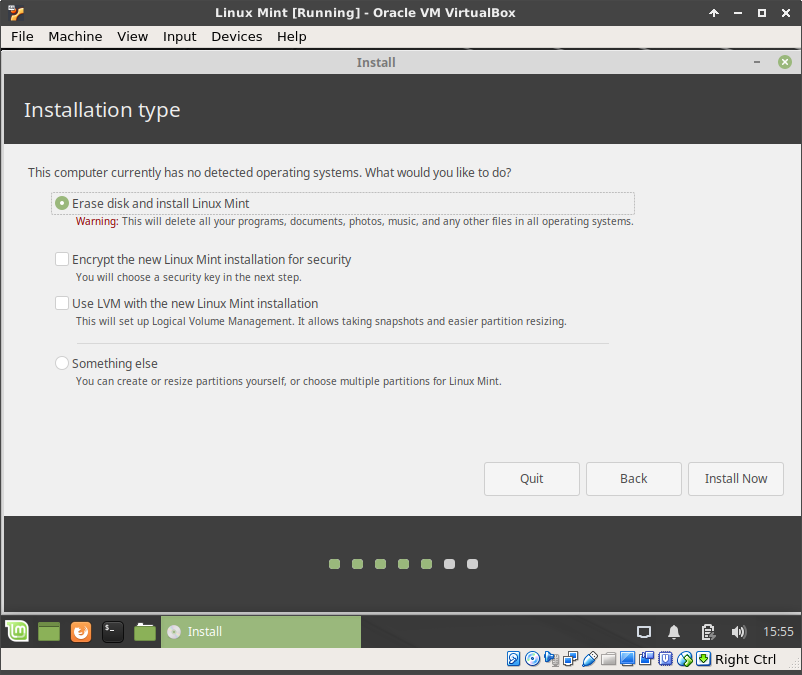 Linux Mint [Running] - Oracle VM VirtualBox
File Machine View Input Devices Help
Install
Installation type
This computer currently has no detected operating systems. What would you like to do?
Erase disk and install Linux Mint
Warning: This will delete all your programs, documents, photos, music, and any other files in all operating systems.
Encrypt the new Linux Mint installation for security
You will choose a security key in the next step.
Use LVM with the new Linux Mint installation
This will set up Logical Volume Management. It allows taking snapshots and easier partition resizing.
Something else
You can create or resize partitions yourself, or choose multiple partitions for Linux Mint.
Quit Back Install Now
Install 15:55
Right Ctrl